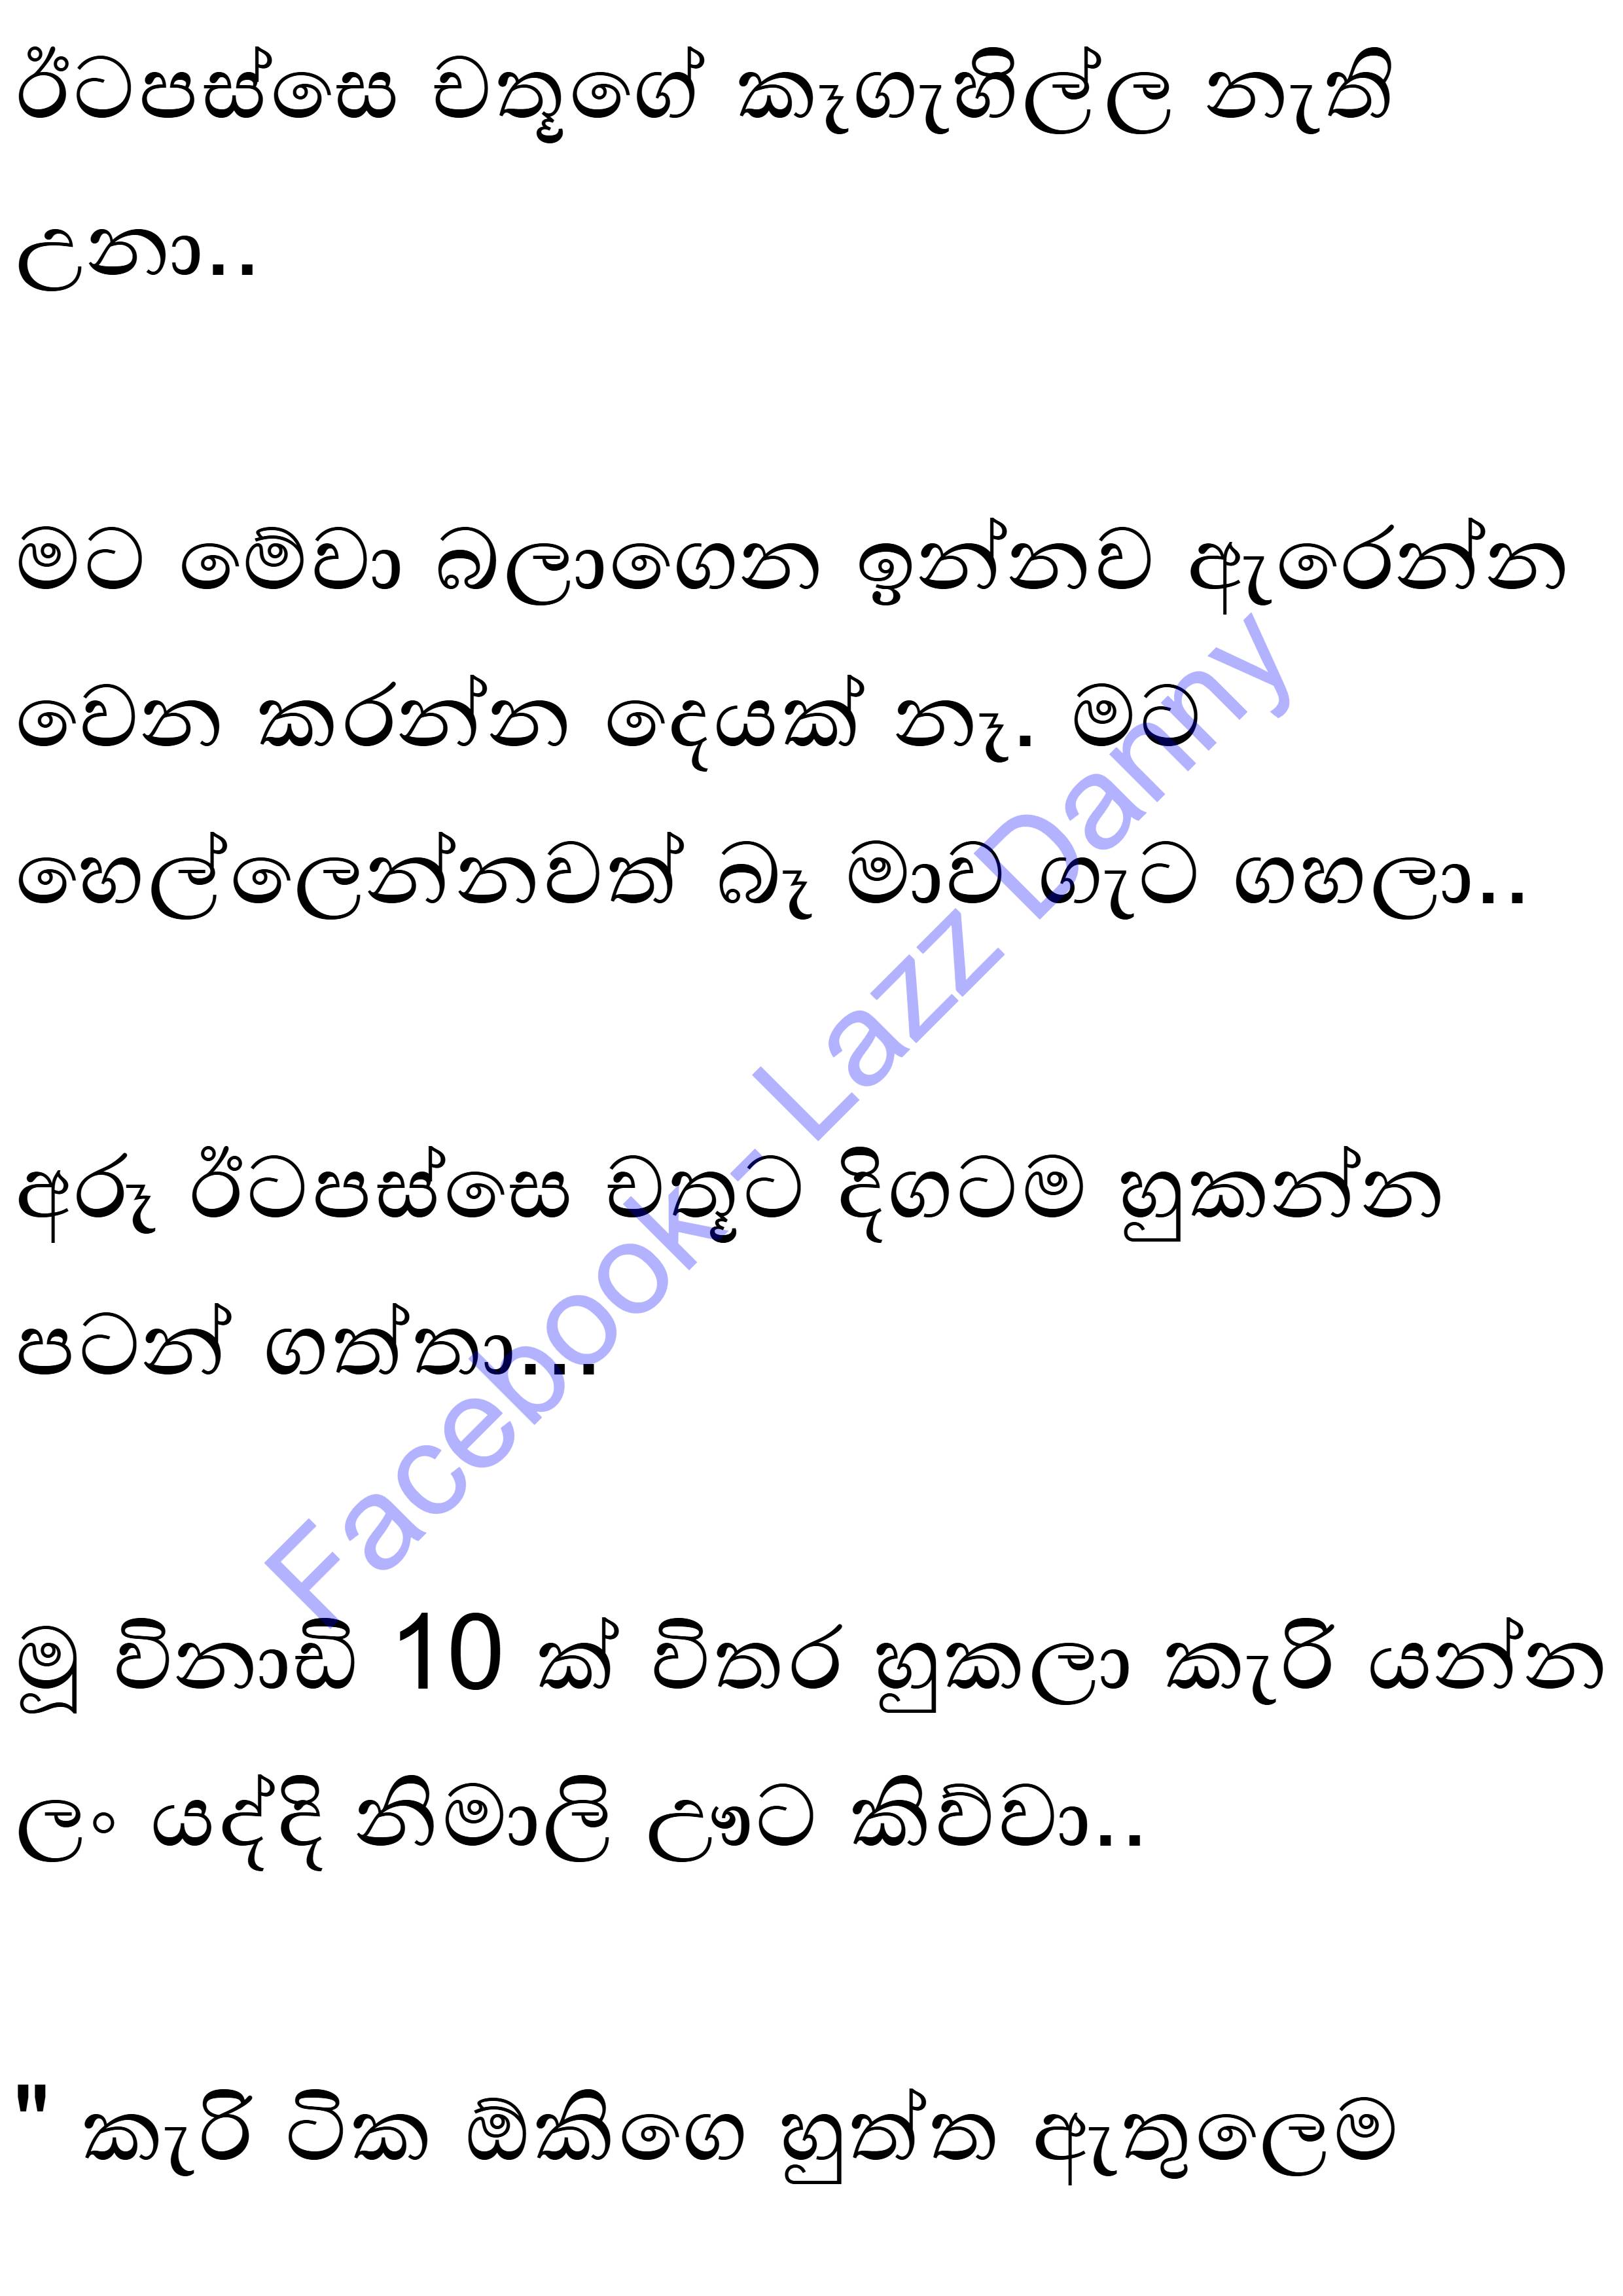 ඊටපස්සෙ චතූගේ කෑගැහිල්ල නැති
උනා..
මට මේවා බලාගෙන ඉන්නව ඇරෙන්න
වෙන කරන්න දෙයක් නෑ. මට
හෙල්ලෙන්නවත් බෑ මාව ගැට ගහලා..
අරූ ඊටපස්සෙ චතූට දිගටම හුකන්න
පටන් ගත්තා...
මූ විනාඩි 10 ක් විතර හුකලා කැරි යන්න
ලං යද්දි නිමාලි ඌට කිව්වා..
" කැරි ටික ඕකිගෙ හුත්ත ඇතුලෙම
Facebook- Lazz Danny